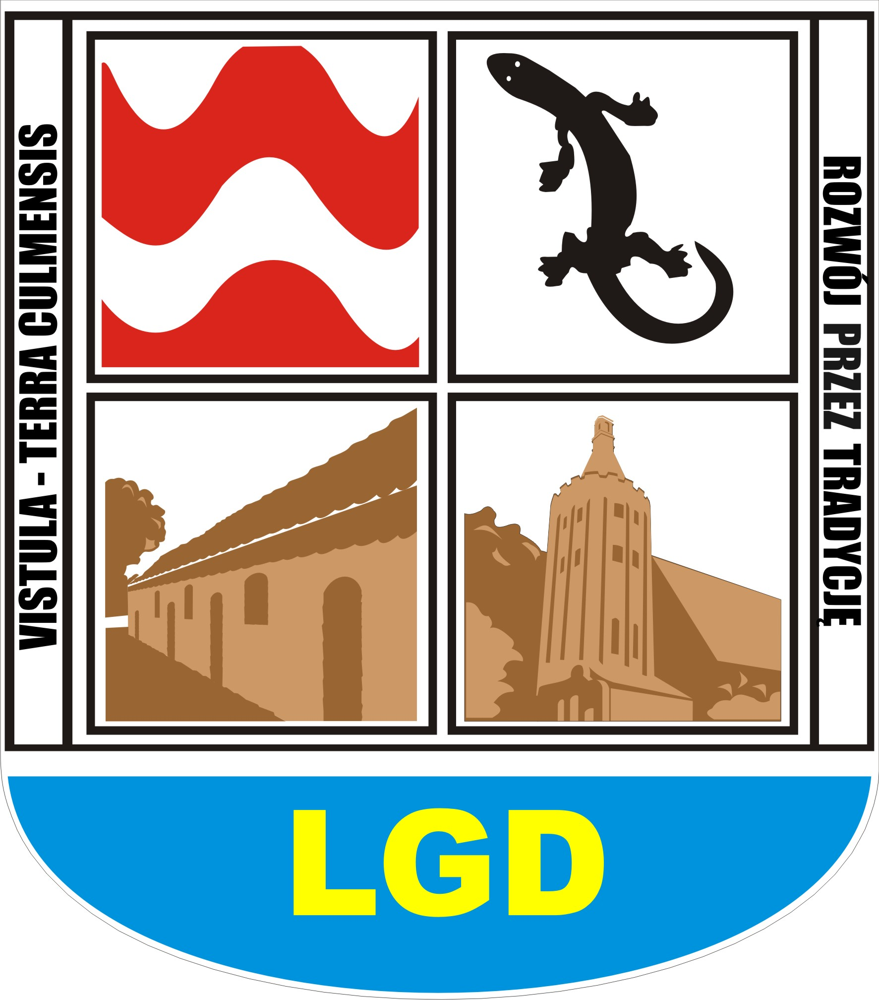 VISTULA - TERRA CULMENSIS
ROZWÓJ PRZEZ TRADYCJĘ
LGD